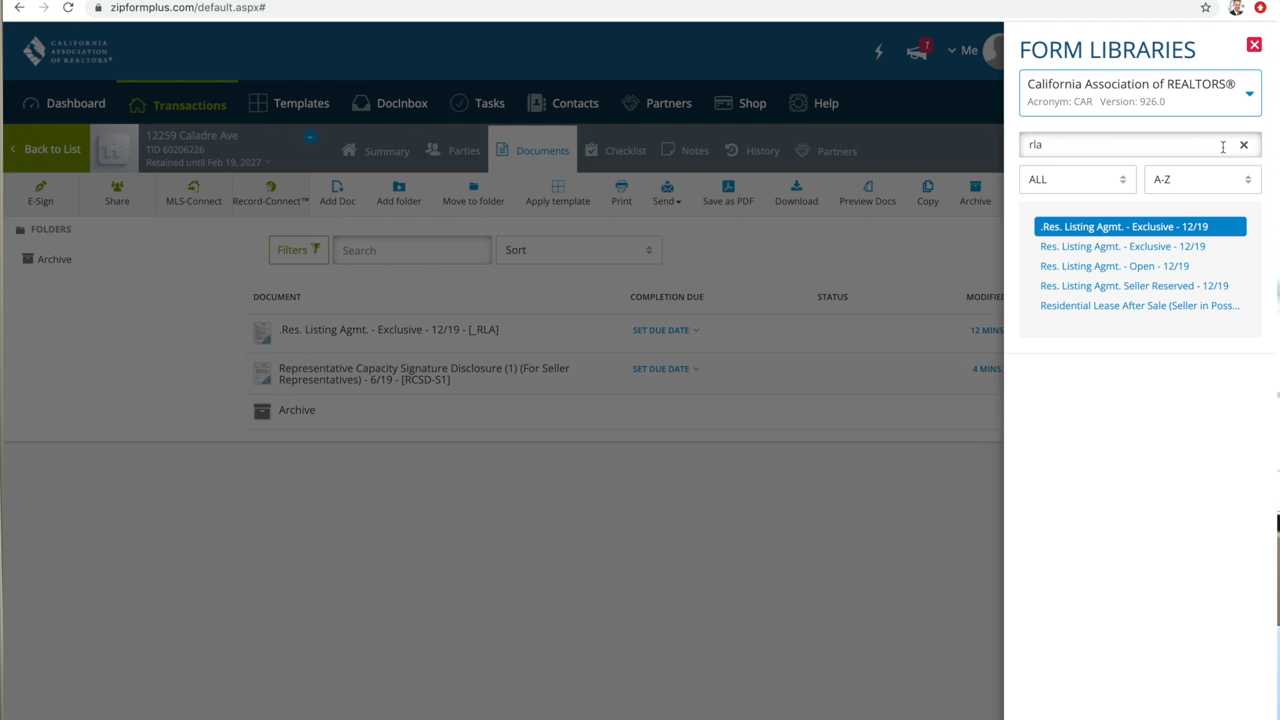 zipformplus.com/default.aspx#
CALIFORNIA
ASSOCIATION
OF REALTORS®
1
Me
Dashboard
Transactions
Templates
DocInbox
Tasks
Contacts
Partners
Shop
Help
Back to List
12259 Caladre Ave
TID 60206226
Retained until Feb 19, 2027
Summary
Parties
Documents
Checklist
Notes
History
Partners
E-Sign
Share
MLS-Connect
Record-Connect™
Add Doc
Add folder
Move to folder
Apply template
Print
Send
Save as PDF
Download
Preview Docs
Copy
Archive
FOLDERS
Archive
Filters
Search
Sort
DOCUMENT
COMPLETION DUE
STATUS
MODIFIED
.Res. Listing Agmt. - Exclusive - 12/19 - [_RLA]
SET DUE DATE
12 MINS
Representative Capacity Signature Disclosure (1) (For Seller
Representatives) - 6/19 - [RCSD-S1]
SET DUE DATE
4 MINS.
Archive
FORM LIBRARIES
California Association of REALTORS®
Acronym: CAR Version: 926.0
rla
ALL
A-Z
.Res. Listing Agmt. - Exclusive - 12/19
Res. Listing Agmt. - Exclusive - 12/19
Res. Listing Agmt. - Open - 12/19
Res. Listing Agmt. Seller Reserved - 12/19
Residential Lease After Sale (Seller in Poss...